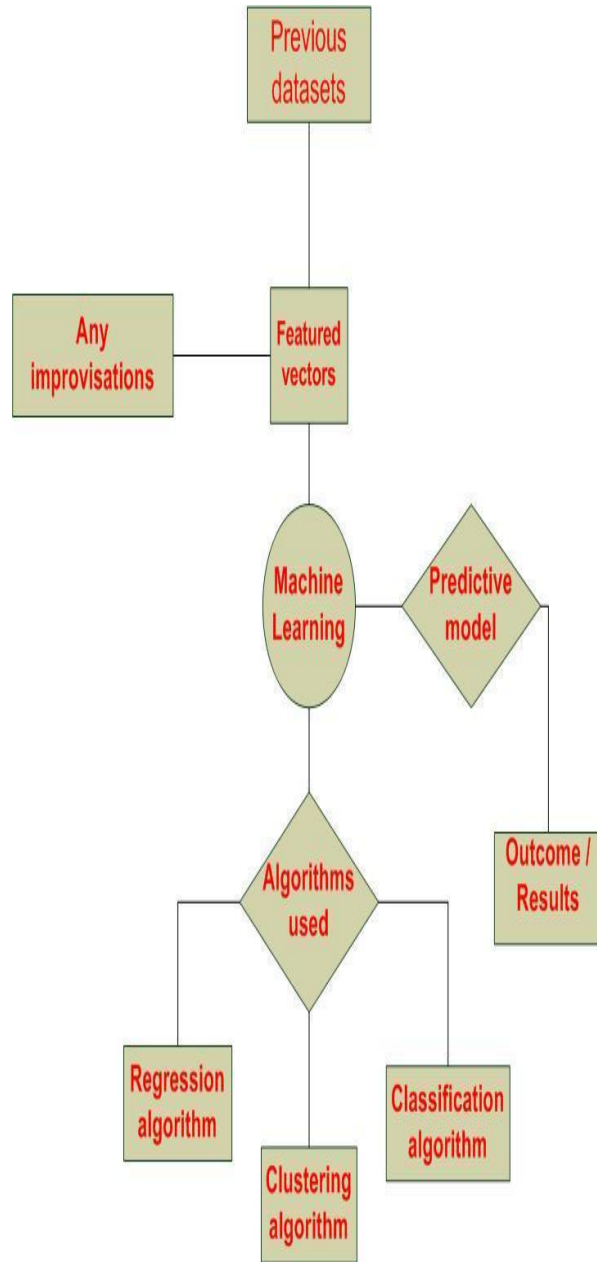 Previous
datasets
Any
improvisations
Featured
vectors
Machine
Learning
Predictive
model
Outcome /
Results
Algorithms
used
Regression
algorithm
Clustering
algorithm
Classification
algorithm